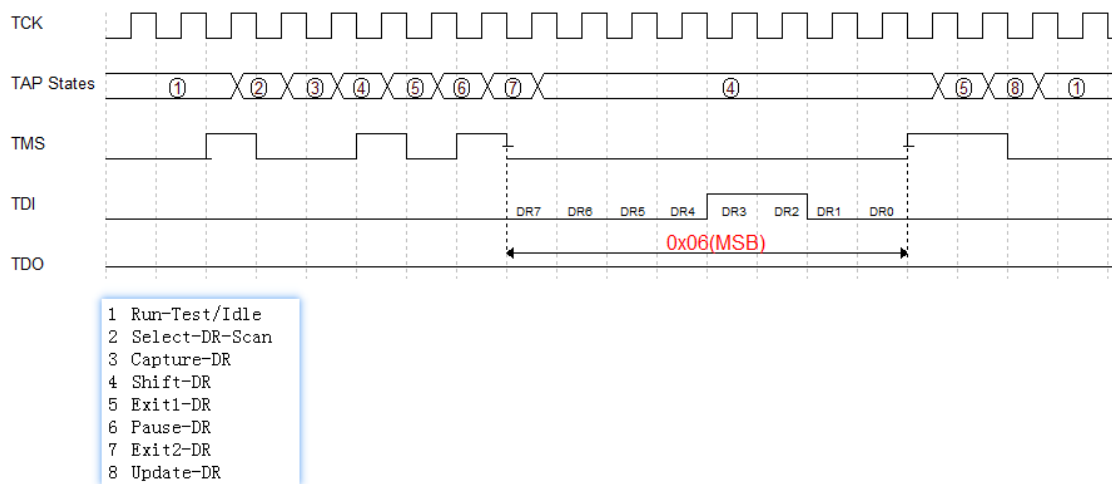 TCK
TAP States ① ② ③ ④ ⑤ ⑥ ⑦ ④ ⑤ ⑧ ①
TMS
TDI DR7 DR6 DR5 DR4 DR3 DR2 DR1 DR0
0x06(MSB)
TDO
1 Run-Test/Idle
2 Select-DR-Scan
3 Capture-DR
4 Shift-DR
5 Exit1-DR
6 Pause-DR
7 Exit2-DR
8 Update-DR